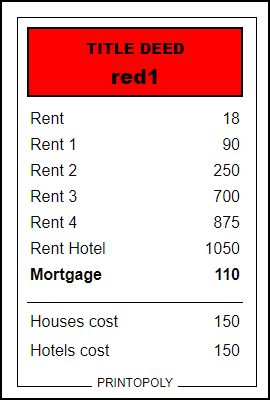 TITLE DEED
red1
Rent 18
Rent 1 90
Rent 2 250
Rent 3 700
Rent 4 875
Rent Hotel 1050
Mortgage 110
Houses cost 150
Hotels cost 150
PRINTOPOLY